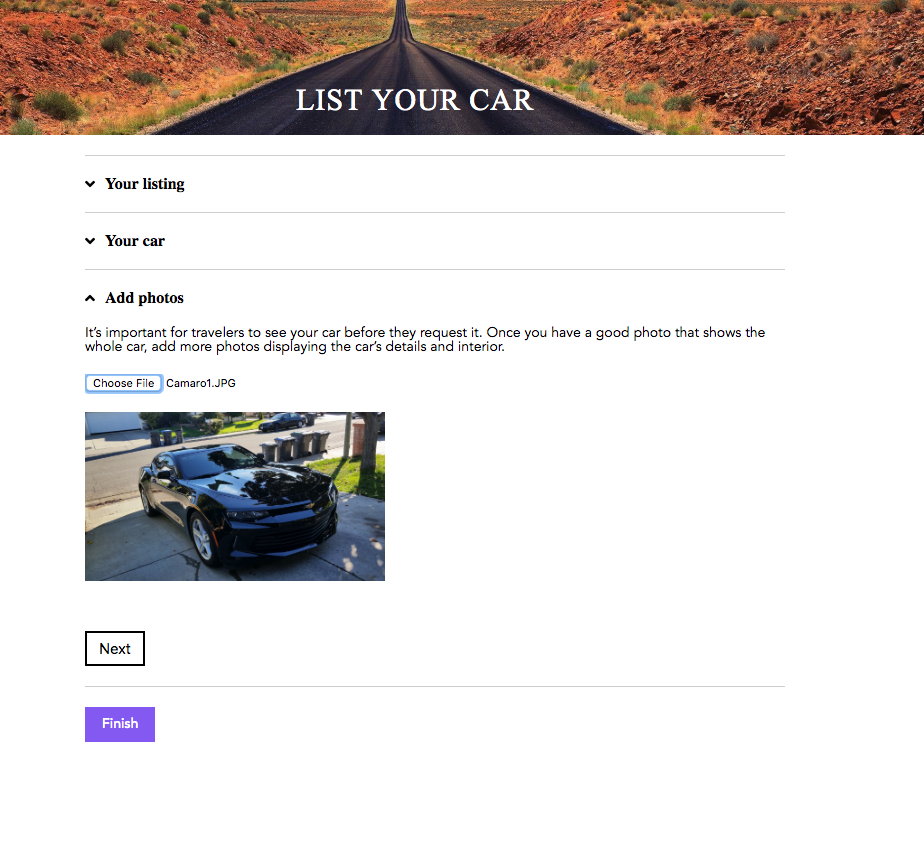 LIST YOUR CAR
Your listing
Your car
Add photos
It’s important for travelers to see your car before they request it. Once you have a good photo that shows the
whole car, add more photos displaying the car’s details and interior.
Choose File Camaro1.JPG
Next
Finish